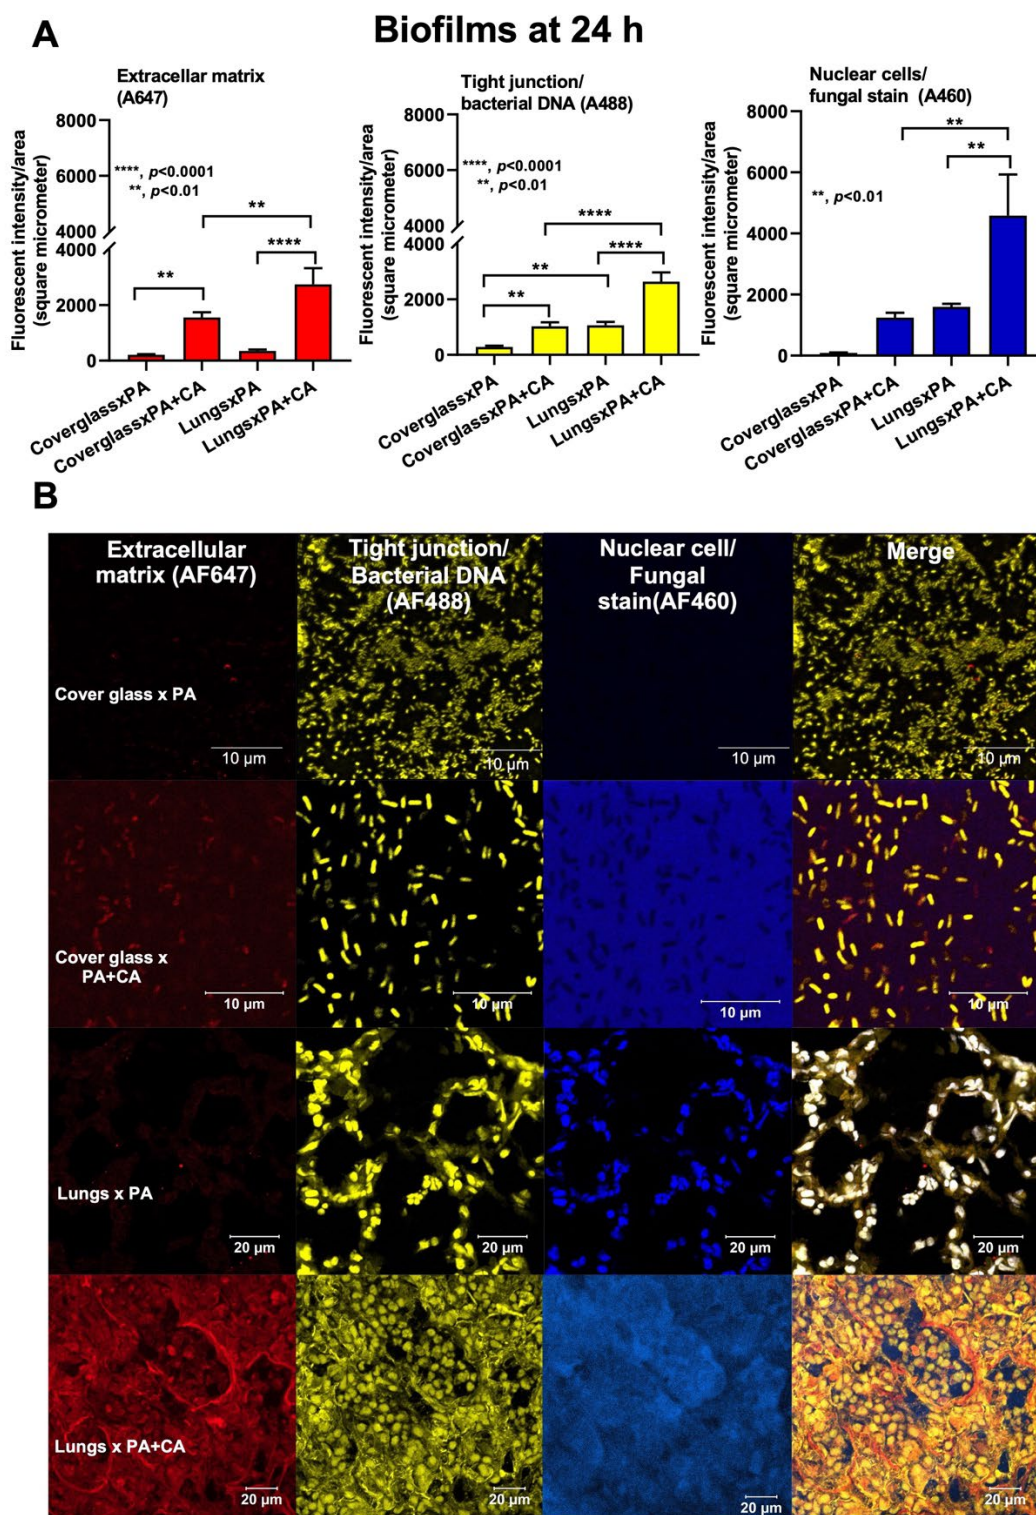 A
Biofilms at 24 h
Extracellar matrix
(A647)
Fluorescent intensity/area
(square micrometer)
8000
6000
4000
4000
2000
0
****, p<0.0001
**, p<0.01
**
**
****
CoverglassxPA
CoverglassxPA+CA
LungsxPA
LungsxPA+CA
Tight junction/
bacterial DNA (A488)
Fluorescent intensity/area
(square micrometer)
8000
6000
4000
4000
2000
0
****, p<0.0001
**, p<0.01
****
**
****
**
CoverglassxPA
CoverglassxPA+CA
LungsxPA
LungsxPA+CA
Nuclear cells/
fungal stain (A460)
Fluorescent intensity/area
(square micrometer)
8000
6000
4000
2000
0
**, p<0.01
**
**
CoverglassxPA
CoverglassxPA+CA
LungsxPA
LungsxPA+CA
B
Extracellular
matrix (AF647)
Tight junction/
Bacterial DNA
(AF488)
Nuclear cell/
Fungal
stain(AF460)
Merge
Cover glass x PA
10 µm
10 µm
10 µm
10 µm
Cover glass x
PA+CA
10 µm
10 µm
10 µm
10 µm
Lungs x PA
20 µm
20 µm
20 µm
20 µm
Lungs x PA+CA
20 µm
20 µm
20 µm
20 µm